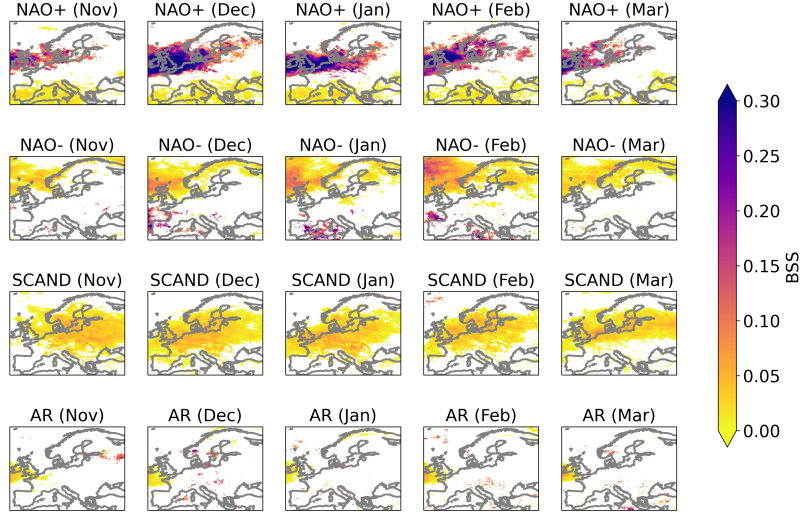 NAO+ (Nov) NAO+ (Dec) NAO+ (Jan) NAO+ (Feb) NAO+ (Mar)
NAO- (Nov) NAO- (Dec) NAO- (Jan) NAO- (Feb) NAO- (Mar)
SCAND (Nov) SCAND (Dec) SCAND (Jan) SCAND (Feb) SCAND (Mar)
AR (Nov) AR (Dec) AR (Jan) AR (Feb) AR (Mar)
0.30
0.25
0.20
0.15
0.10
0.05
0.00
BSS